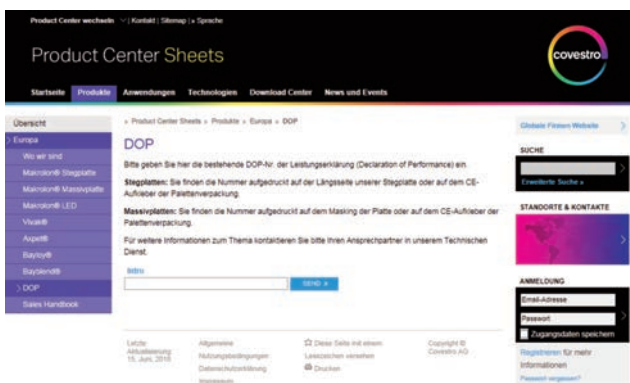 Product Center wechseln | Kontakt | Sitemap | » Sprache
Product Center Sheets
covestro
Startseite Produkte Anwendungen Technologien Download Center News und Events
Übersicht
Europa
Wo wir sind
Makrolon® Stegplatte
Makrolon® Massivplatte
Makrolon® LED
Vivak®
Axpet®
Bayloy®
Bayblend®
DOP
Sales Handbook
» Product Center Sheets » Produkte » Europa » DOP
DOP
Bitte geben Sie hier die bestehende DOP-Nr. der Leistungserklärung (Declaration of Performance) ein.
Stegplatten: Sie finden die Nummer aufgedruckt auf der Längsseite unserer Stegplatte oder auf dem CE-
Aufkleber der Palettenverpackung.
Massivplatten: Sie finden die Nummer aufgedruckt auf dem Masking der Platte oder auf dem CE-Aufkleber der
Palettenverpackung.
Für weitere Informationen zum Thema kontaktieren Sie bitte Ihren Ansprechpartner in unserem Technischen
Dienst.
Intro
SEND »
Globale Firmen Website
SUCHE
Erweiterte Suche »
STANDORTE & KONTAKTE
ANMELDUNG
Email-Adresse
Passwort
Zugangsdaten speichern
Registrieren für mehr
Informationen
Passwort vergessen?
Letzte
Aktualisierung
15. Juni, 2016
Allgemeine
Nutzungsbedingungen
Datenschutzerklärung
Impressum
Diese Seite mit einem
Lesezeichen versehen
Drucken
Copyright ©
Covestro AG